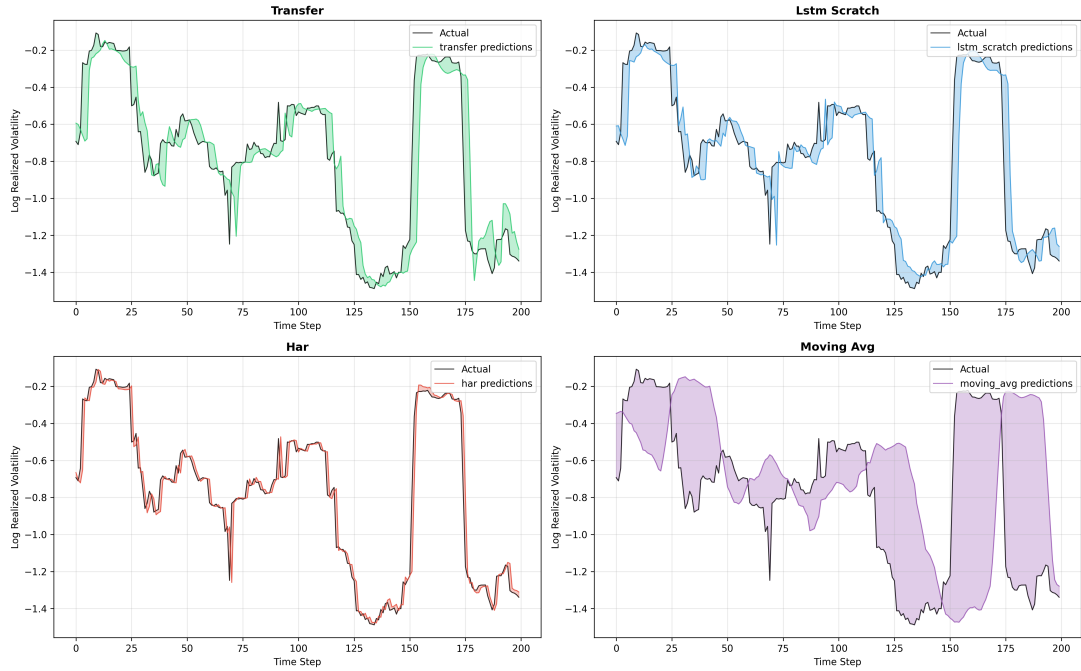 Transfer
Actual
transfer predictions
Log Realized Volatility
−0.2
−0.4
−0.6
−0.8
−1.0
−1.2
−1.4
0 25 50 75 100 125 150 175 200
Time Step
Lstm Scratch
Actual
lstm_scratch predictions
Log Realized Volatility
−0.2
−0.4
−0.6
−0.8
−1.0
−1.2
−1.4
0 25 50 75 100 125 150 175 200
Time Step
Har
Actual
har predictions
Log Realized Volatility
−0.2
−0.4
−0.6
−0.8
−1.0
−1.2
−1.4
0 25 50 75 100 125 150 175 200
Time Step
Moving Avg
Actual
moving_avg predictions
Log Realized Volatility
−0.2
−0.4
−0.6
−0.8
−1.0
−1.2
−1.4
0 25 50 75 100 125 150 175 200
Time Step